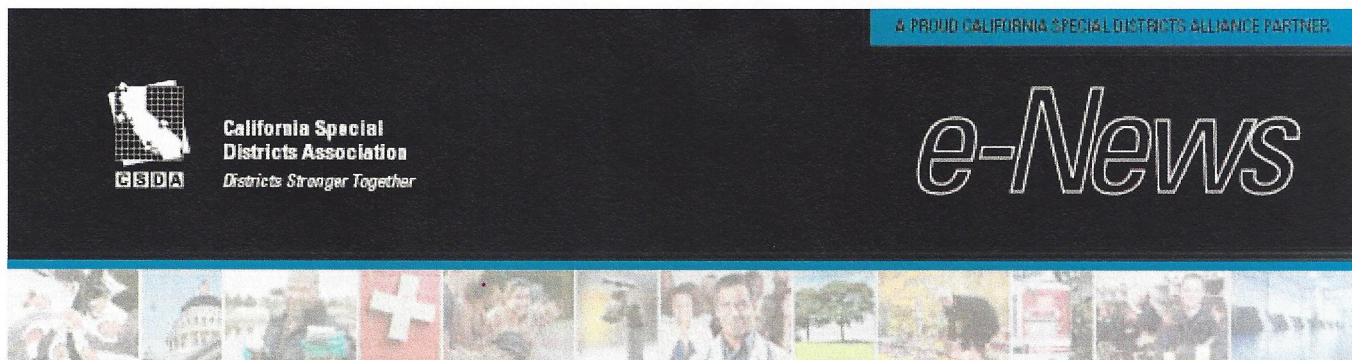 A PROUD CALIFORNIA SPECIAL DISTRICTS ALLIANCE PARTNER
e-News
California Special
Districts Association
CSDA
Districts Stronger Together